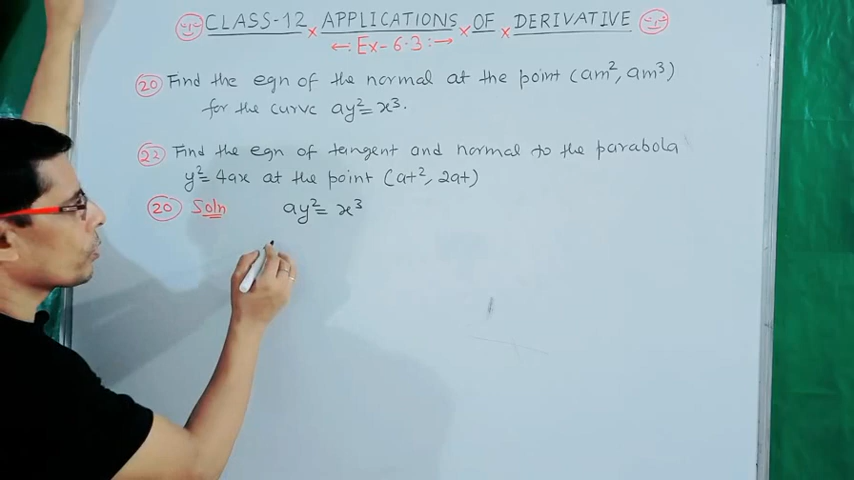 CLASS-12 x APPLICATIONS x OF x DERIVATIVE
←: Ex-6.3:→
20 Find the eqn of the normal at the point (am², am³)
for the curve ay²=x³.
22 Find the eqn of tangent and normal to the parabola
y²=4ax at the point (at², 2at)
20 Soln ay²=x³